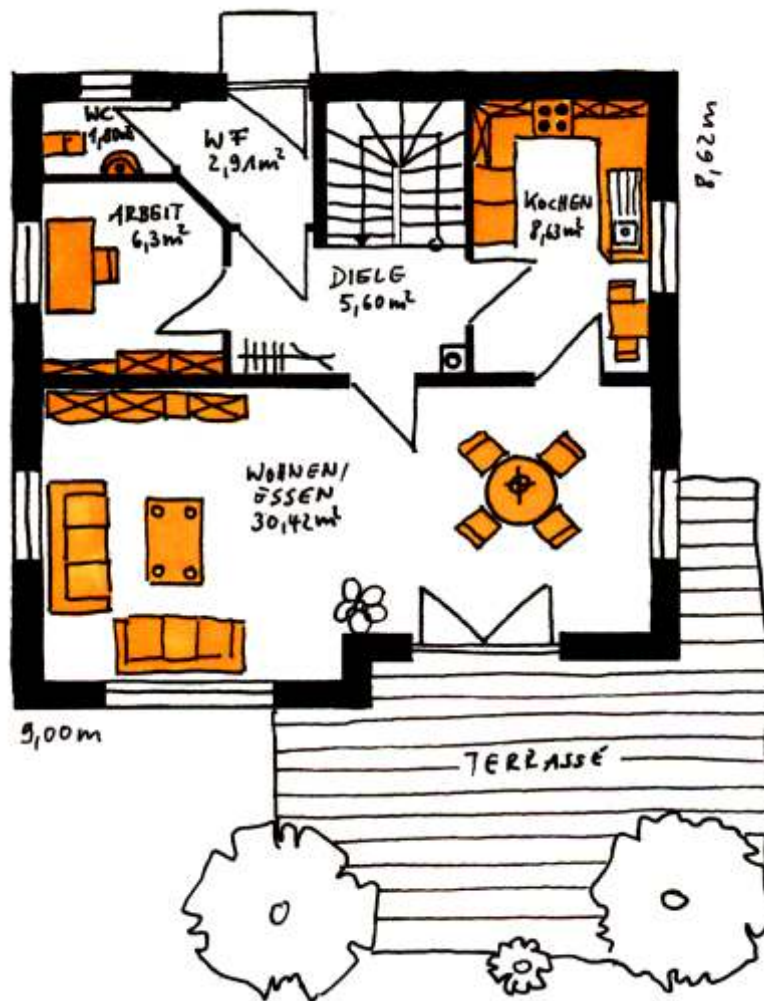 WC
1,80m²
WF
2,91m²
8,62m
ARBEIT
6,3m²
KOCHEN
8,63m²
DIELE
5,60m²
WOHNEN/
ESSEN
30,42m²
9,00m
TERRASSE